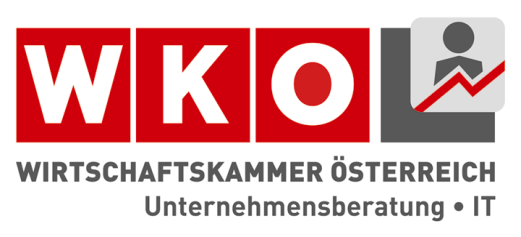 WKO
WIRTSCHAFTSKAMMER ÖSTERREICH
Unternehmensberatung • IT